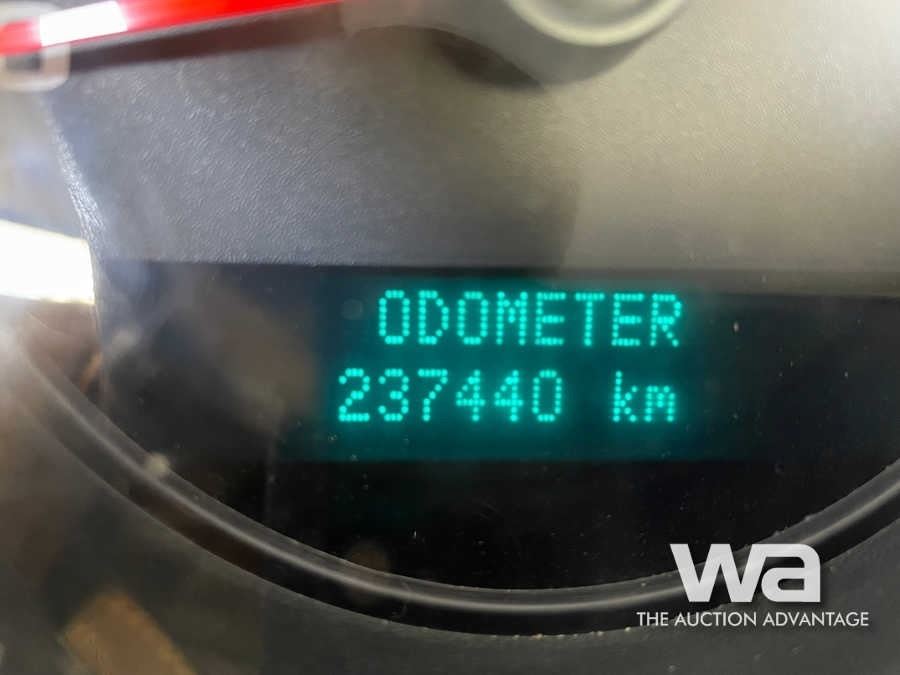 ODOMETER
237440 km
wa
THE AUCTION ADVANTAGE